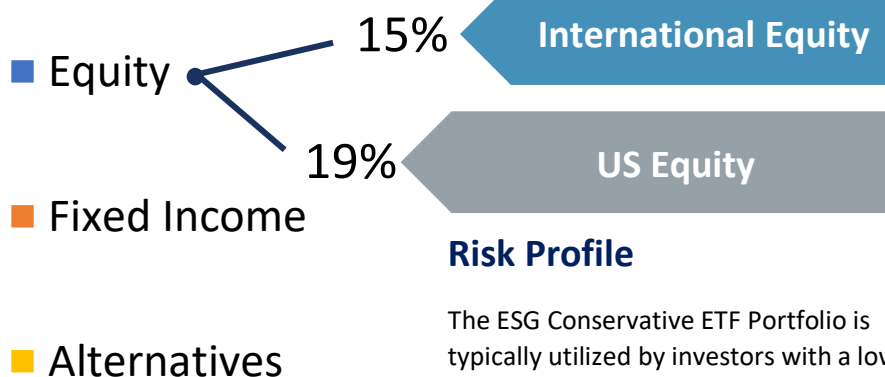 15% International Equity
Equity
19% US Equity
Fixed Income
Risk Profile
The ESG Conservative ETF Portfolio is
Alternatives
typically utilized by investors with a